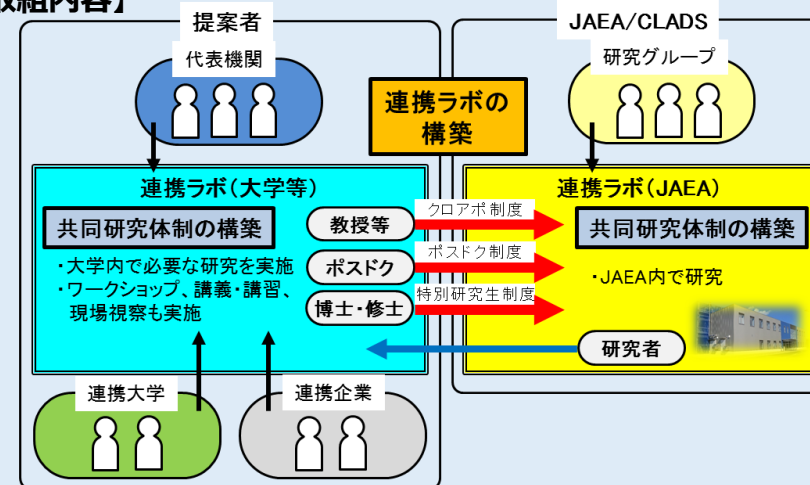 取組内容】
提案者
代表機関
JAEA/CLADS
研究グループ
連携ラボの
構築
連携ラボ(大学等)
共同研究体制の構築
・大学内で必要な研究を実施
・ワークショップ、講義・講習、
現場視察も実施
教授等
ポスドク
博士・修士
クロアポ制度
ポスドク制度
特別研究生制度
連携ラボ(JAEA)
共同研究体制の構築
・JAEA内で研究
研究者
連携大学
連携企業